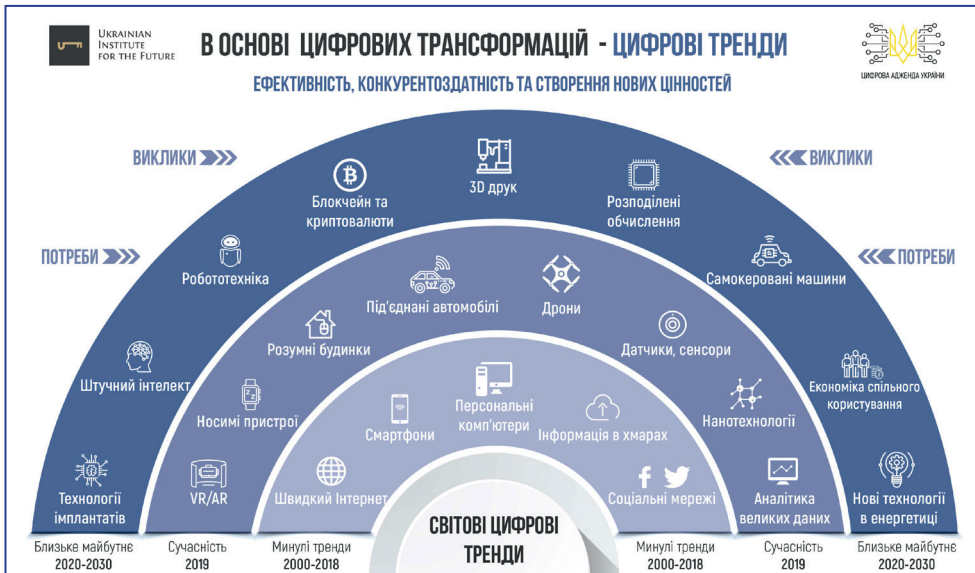 UKRAINIAN
INSTITUTE
FOR THE FUTURE
В ОСНОВІ ЦИФРОВИХ ТРАНСФОРМАЦІЙ - ЦИФРОВІ ТРЕНДИ
ЕФЕКТИВНІСТЬ, КОНКУРЕНТОЗДАТНІСТЬ ТА СТВОРЕННЯ НОВИХ ЦІННОСТЕЙ
ЦИФРОВА АДЖЕНДА УКРАЇНИ
ВИКЛИКИ
ВИКЛИКИ
ПОТРЕБИ
ПОТРЕБИ
Технології
імплантатів
Штучний інтелект
Робототехніка
Блокчейн та
криптовалюти
3D друк
Розподілені
обчислення
Самокеровані машини
Економіка спільного
користування
Нові технології
в енергетиці
VR/AR
Носимі пристрої
Розумні будинки
Під'єднані автомобілі
Дрони
Датчики, сенсори
Нанотехнології
Аналітика
великих даних
Швидкий Інтернет
Смартфони
Персональні
комп'ютери
Інформація в хмарах
Соціальні мережі
СВІТОВІ ЦИФРОВІ
ТРЕНДИ
Близьке майбутнє
2020-2030
Сучасність
2019
Минулі тренди
2000-2018
Минулі тренди
2000-2018
Сучасність
2019
Близьке майбутнє
2020-2030